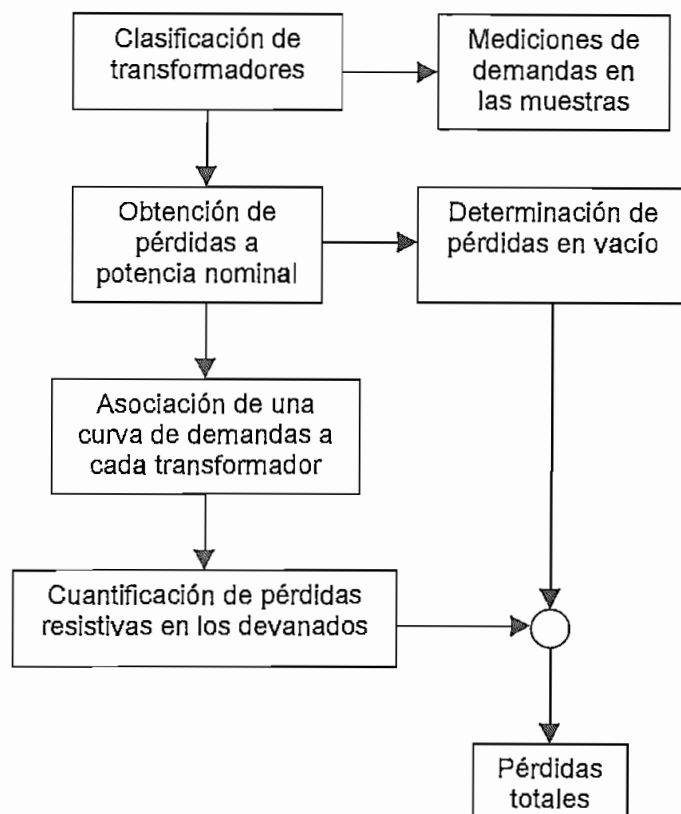 Clasificación de
transformadores
Mediciones de
demandas en
las muestras
Obtención de
pérdidas a
potencia nominal
Determinación de
pérdidas en vacío
Asociación de una
curva de demandas a
cada transformador
Cuantificación de pérdidas
resistivas en los devanados
Pérdidas
totales